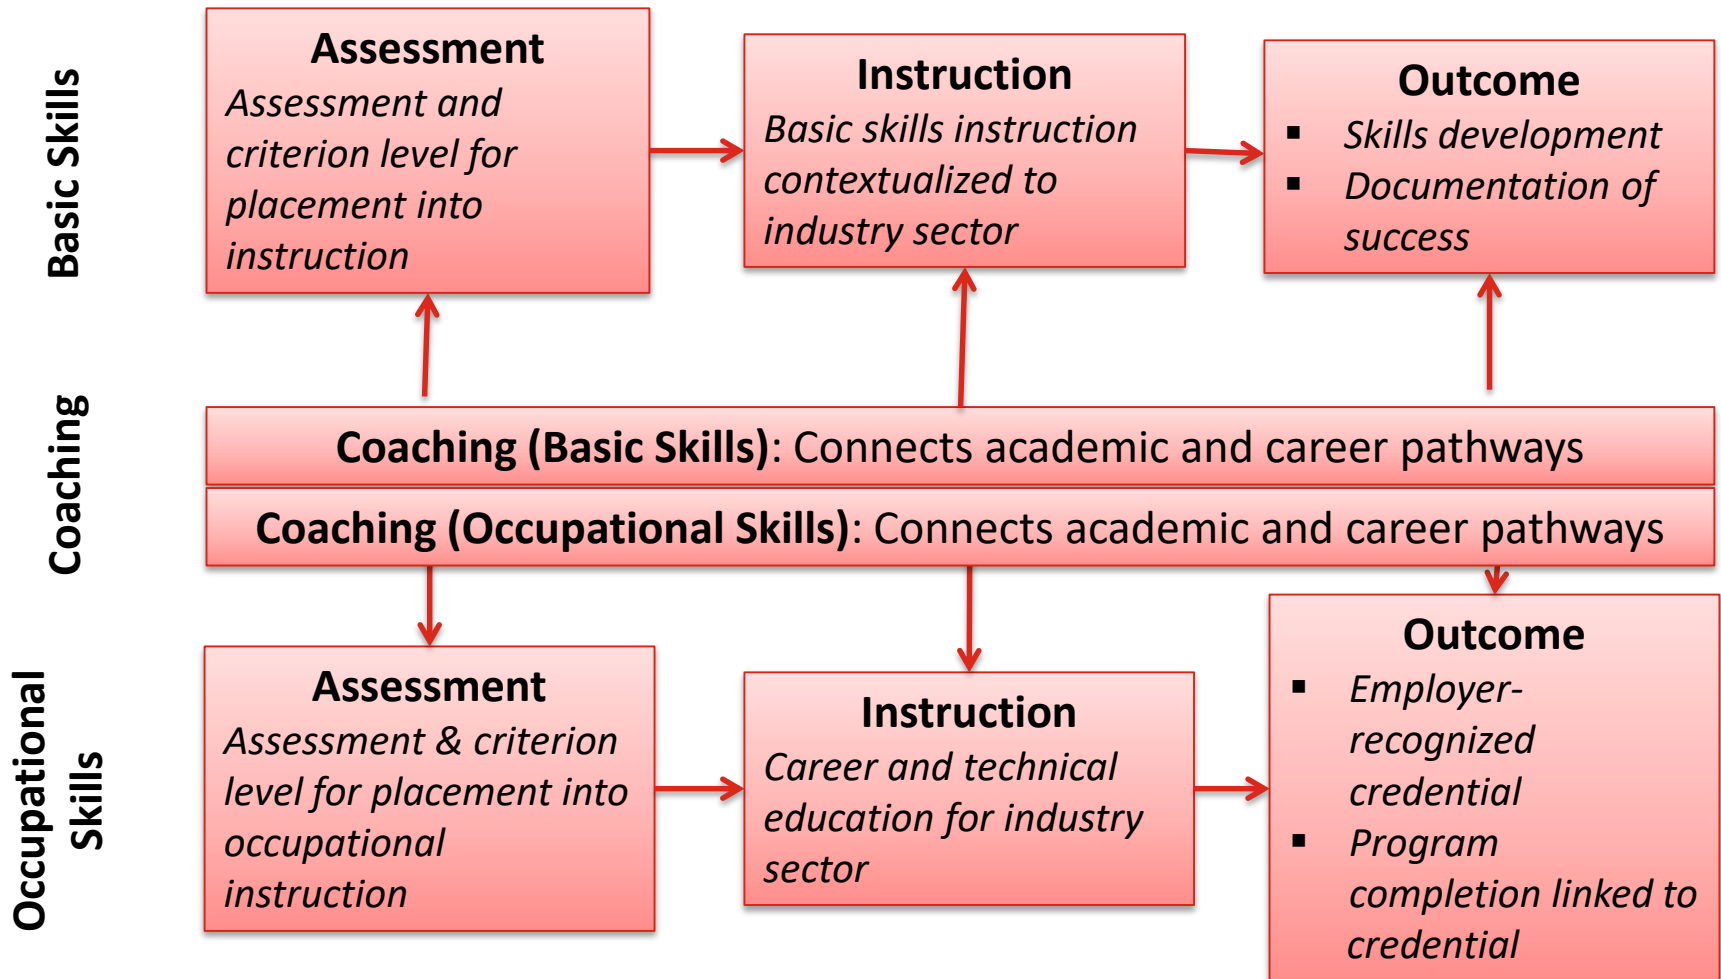 Basic Skills
Assessment
Assessment and
criterion level for
placement into
instruction
Instruction
Basic skills instruction
contextualized to
industry sector
Outcome
▪ Skills development
▪ Documentation of
success
Coaching
Coaching (Basic Skills): Connects academic and career pathways
Coaching (Occupational Skills): Connects academic and career pathways
Occupational
Skills
Assessment
Assessment & criterion
level for placement into
occupational
instruction
Instruction
Career and technical
education for industry
sector
Outcome
▪ Employer-
recognized
credential
▪ Program
completion linked to
credential